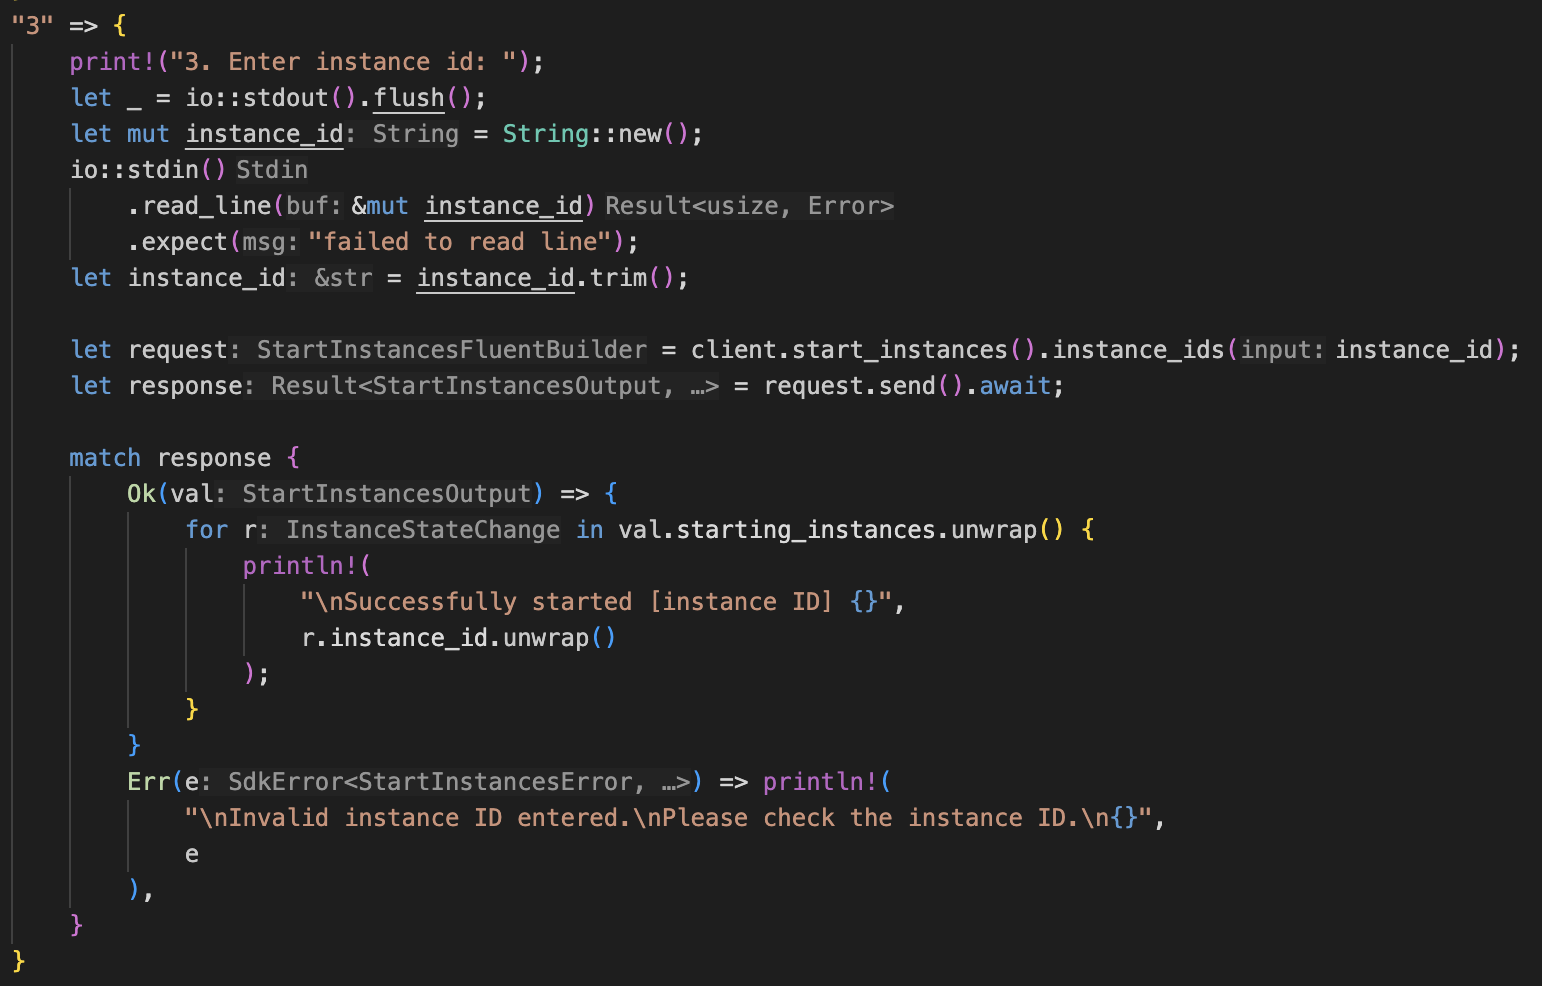 "3" => {
print!("3. Enter instance id: ");
let _ = io::stdout().flush();
let mut instance_id: String = String::new();
io::stdin() Stdin
.read_line(buf: &mut instance_id) Result<usize, Error>
.expect(msg: "failed to read line");
let instance_id: &str = instance_id.trim();
let request: StartInstancesFluentBuilder = client.start_instances().instance_ids(input: instance_id);
let response: Result<StartInstancesOutput, …> = request.send().await;
match response {
Ok(val: StartInstancesOutput) => {
for r: InstanceStateChange in val.starting_instances.unwrap() {
println!(
"\nSuccessfully started [instance ID] {}",
r.instance_id.unwrap()
);
}
}
Err(e: SdkError<StartInstancesError, …>) => println!(
"\nInvalid instance ID entered.\nPlease check the instance ID.\n{}",
e
),
}
}